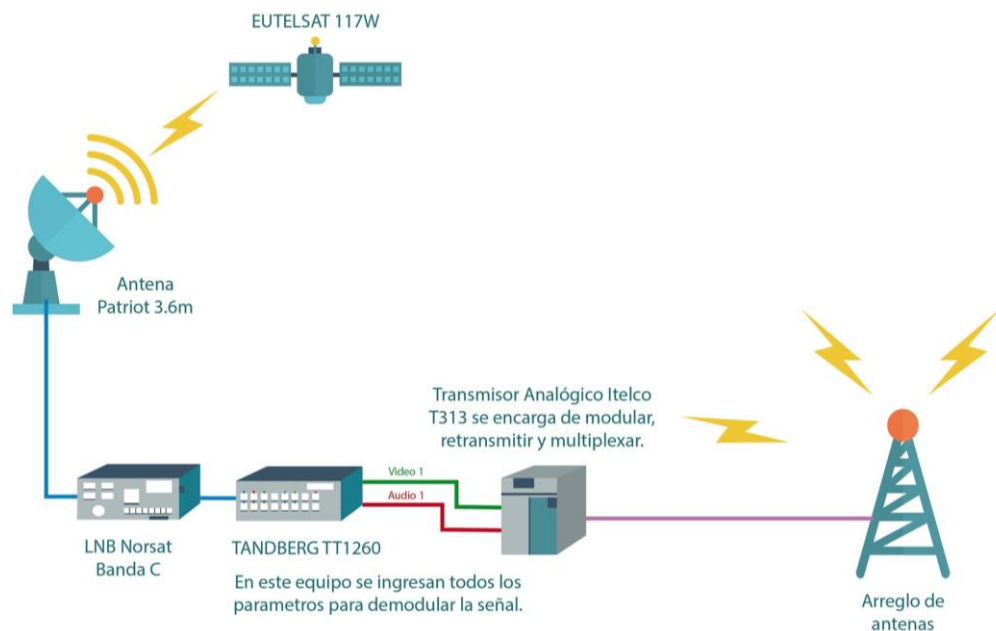 EUTELSAT 117W
Antena
Patriot 3.6m
Transmisor Analógico Itelco
T313 se encarga de modular,
retransmitir y multiplexar.
Video 1
Audio 1
LNB Norsat
Banda C
TANDBERG TT1260
En este equipo se ingresan todos los
parametros para demodular la señal.
Arreglo de
antenas